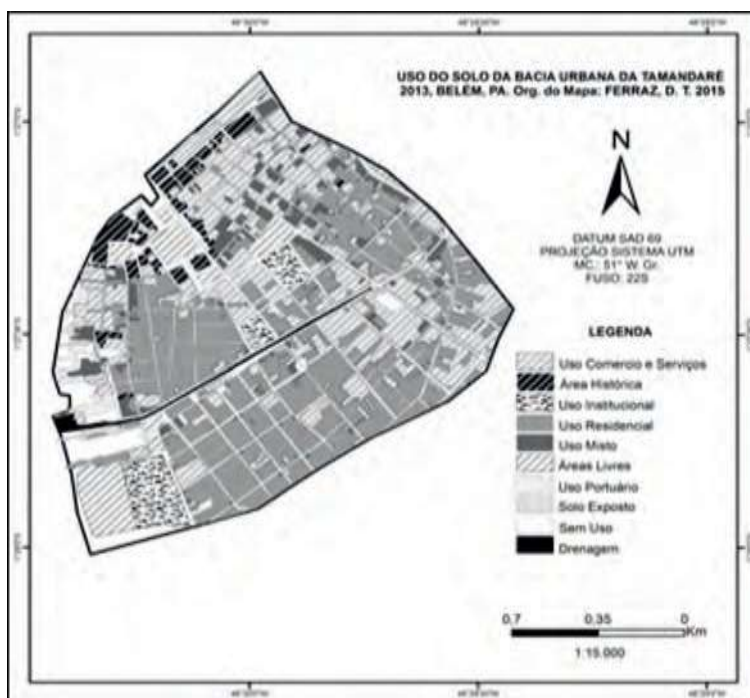 USO DO SOLO DA BACIA URBANA DA TAMANDARÉ
2013, BELÉM, PA. Org. do Mapa: FERRAZ, D. T. 2015
N
DATUM SAD 69
PROJEÇÃO SISTEMA UTM
MC.: 51° W. Gr.
FUSO: 22S
LEGENDA
Uso Comercio e Serviços
Área Histórica
Uso Institucional
Uso Residencial
Uso Misto
Áreas Livres
Uso Portuário
Solo Exposto
Sem Uso
Drenagem
0.7 0.35 0
Km
1:15.000